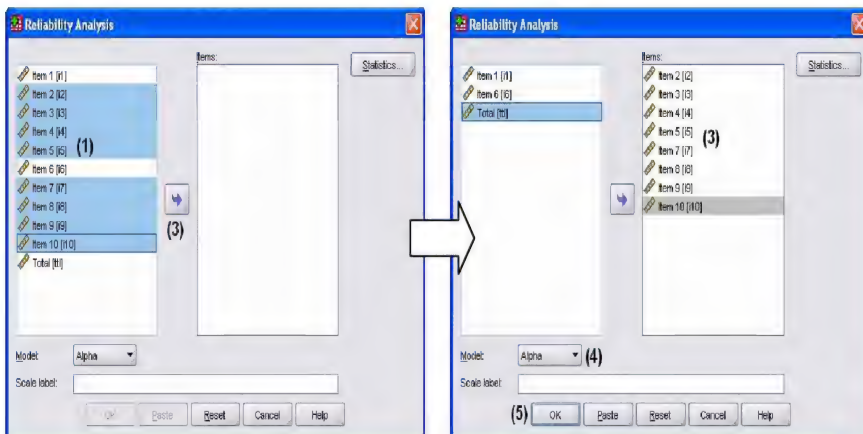 Reliability Analysis
Items:
Statistics...
Item 1 [i1]
Item 2 [i2]
Item 3 [i3]
Item 4 [i4]
Item 5 [i5]
(1)
Item 6 [i6]
Item 7 [i7]
Item 8 [i8]
Item 9 [i9]
(3)
Item 10 [i10]
Total [ttl]
Model:
Alpha
Scale label:
OK
Paste
Reset
Cancel
Help
Reliability Analysis
Items:
Statistics...
Item 1 [i1]
Item 6 [i6]
Total [ttl]
Item 2 [i2]
Item 3 [i3]
Item 4 [i4]
Item 5 [i5]
(3)
Item 7 [i7]
Item 8 [i8]
Item 9 [i9]
Item 10 [i10]
Model:
Alpha
(4)
Scale label:
(5)
OK
Paste
Reset
Cancel
Help